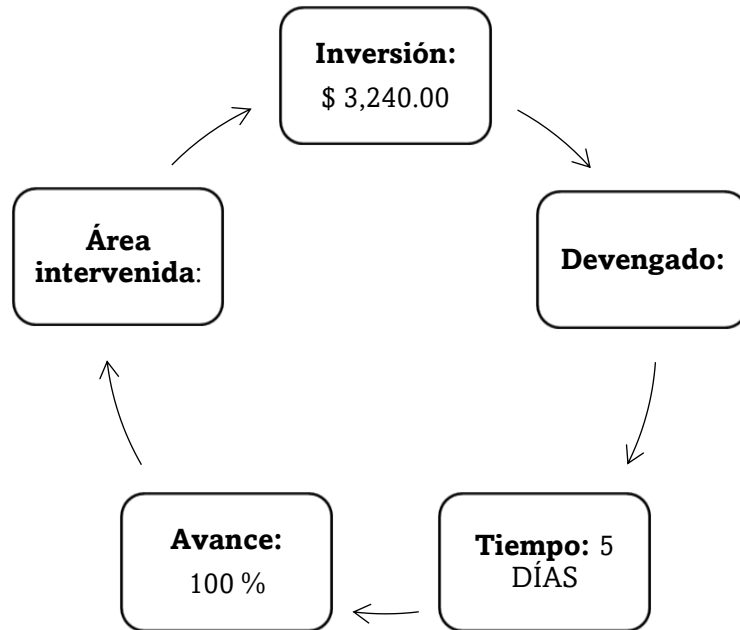 Inversión:
$ 3,240.00
Devengado:
Tiempo: 5
DÍAS
Avance:
100 %
Área
intervenida: